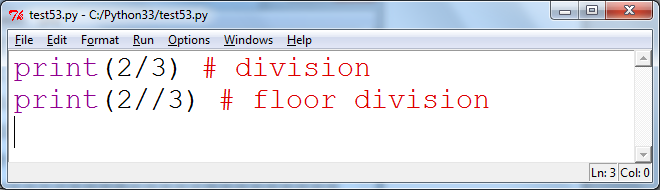 test53.py - C:/Python33/test53.py
File Edit Format Run Options Windows Help
print(2/3) # division
print(2//3) # floor division
Ln: 3 Col: 0